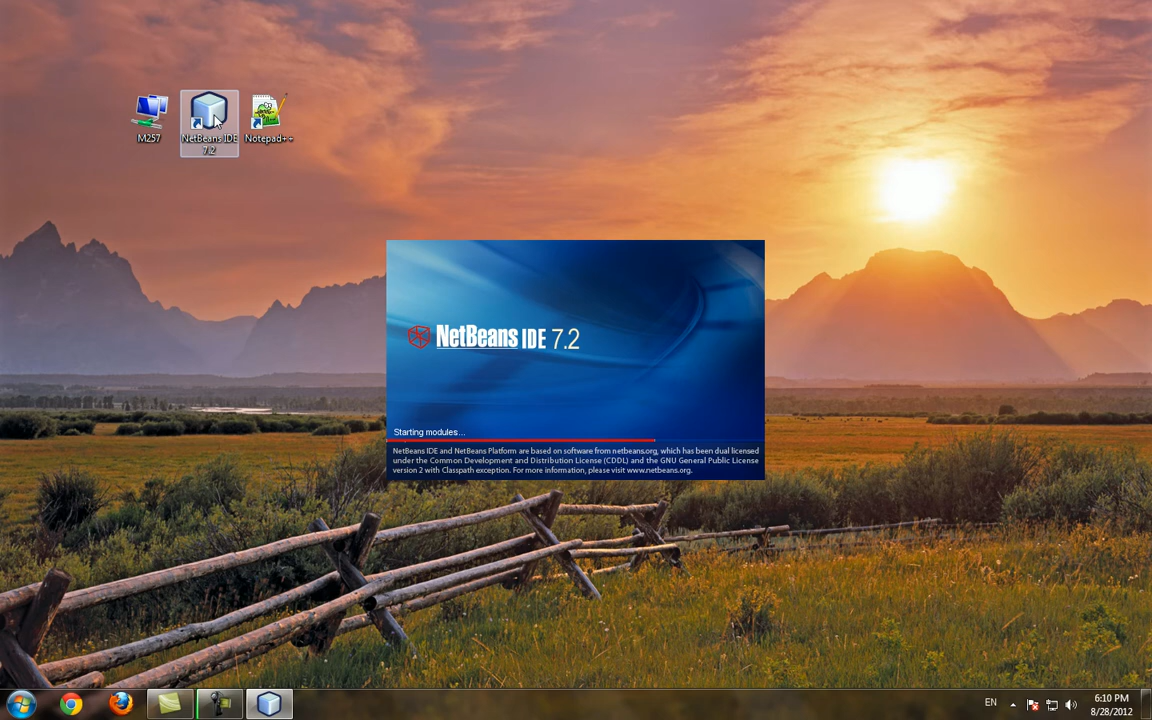 M257
NetBeans IDE
7.2
Notepad++
NetBeans IDE 7.2
Starting modules...
NetBeans IDE and NetBeans Platform are based on software from netbeans.org, which has been dual licensed
under the Common Development and Distribution License (CDDL) and the GNU General Public License
version 2 with Classpath exception. For more information, please visit www.netbeans.org.
EN
6:10 PM
8/28/2012